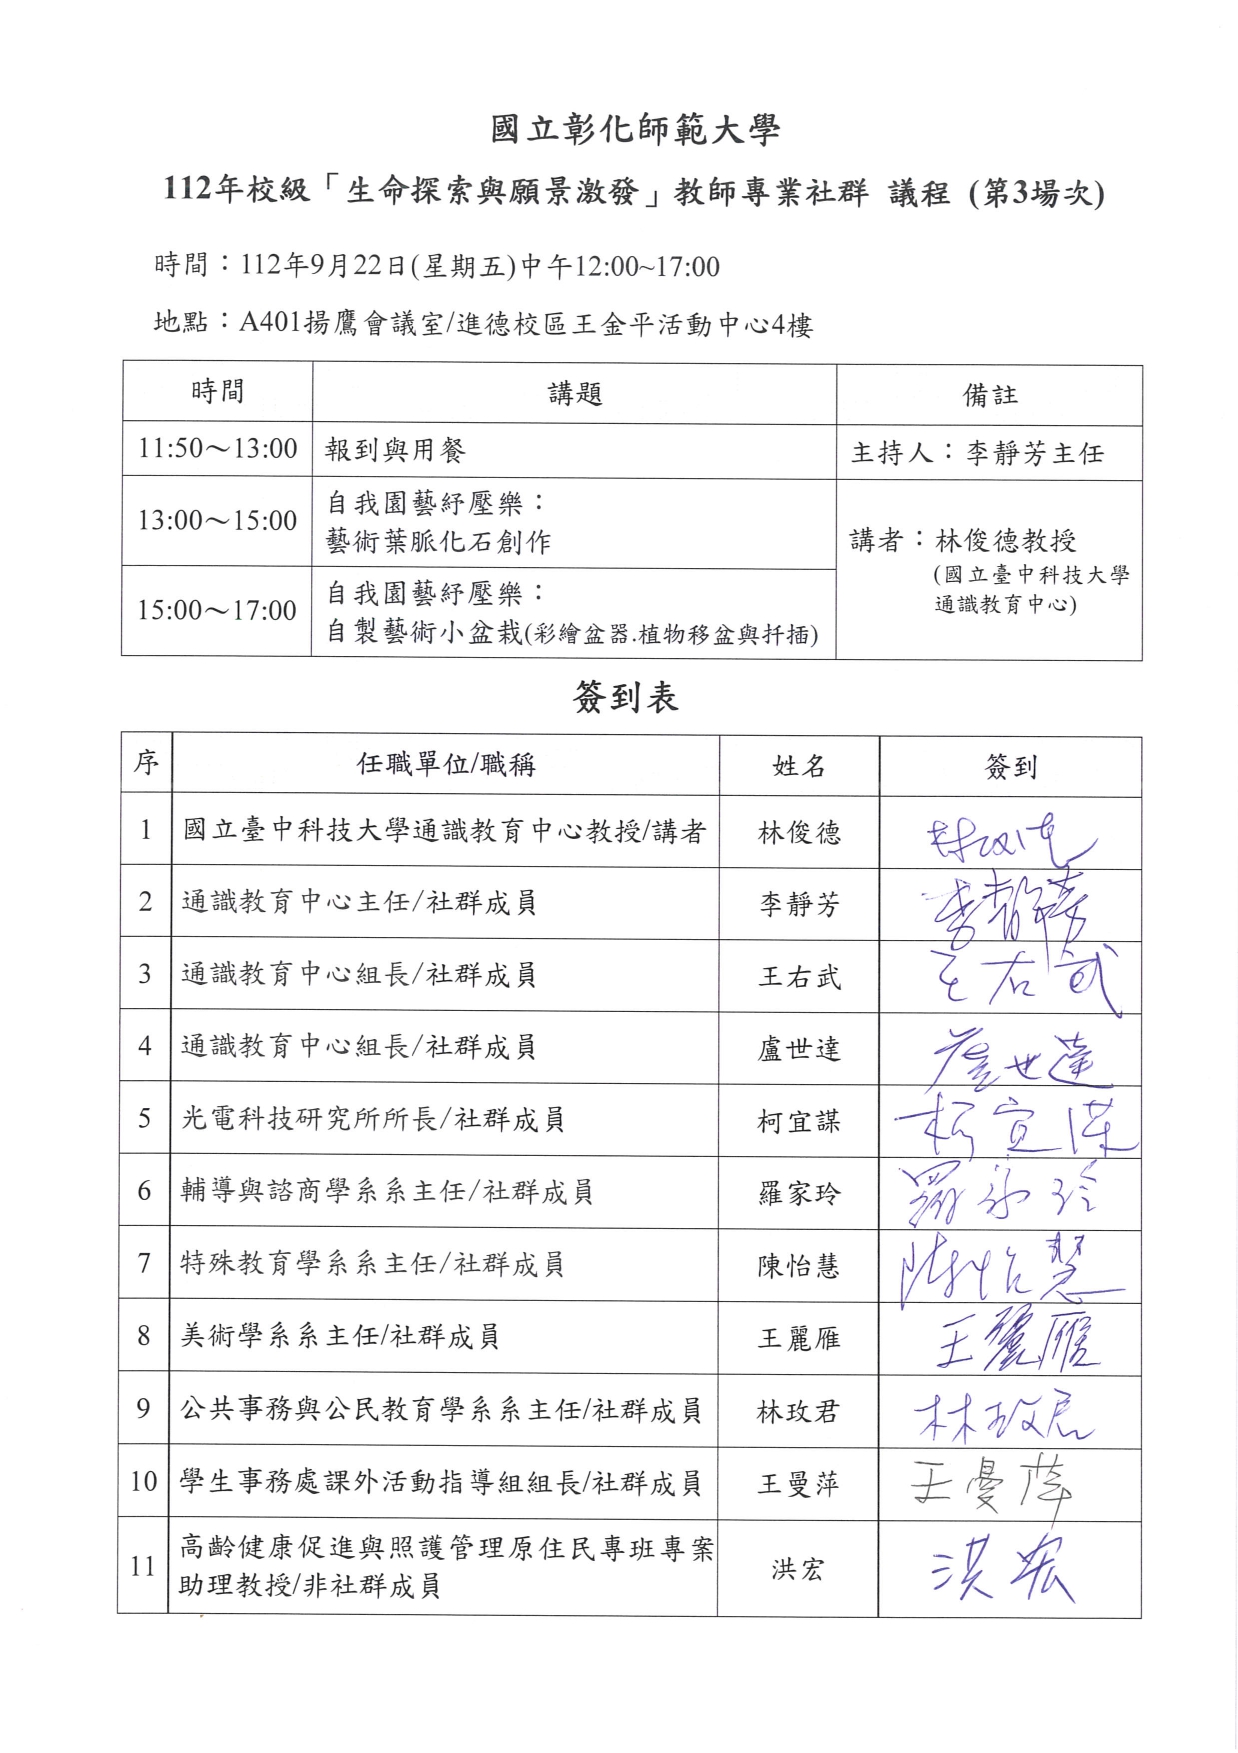 國立彰化師範大學
112年校級「生命探索與願景激發」教師專業社群 議程 (第3場次)
時間：112年9月22日(星期五)中午12:00~17:00
地點：A401揚鷹會議室/進德校區王金平活動中心4樓
時間 講題 備註
11:50～13:00 報到與用餐 主持人：李靜芳主任
13:00～15:00 自我園藝紓壓樂：
藝術葉脈化石創作
講者：林俊德教授
(國立臺中科技大學
通識教育中心)
15:00～17:00 自我園藝紓壓樂：
自製藝術小盆栽(彩繪盆器.植物移盆與扦插)
簽到表
序 任職單位/職稱 姓名 簽到
1 國立臺中科技大學通識教育中心教授/講者 林俊德 林俊德
2 通識教育中心主任/社群成員 李靜芳 李靜芳
3 通識教育中心組長/社群成員 王右武 王右武
4 通識教育中心組長/社群成員 盧世達 盧世達
5 光電科技研究所所長/社群成員 柯宜謀 柯宜謀
6 輔導與諮商學系系主任/社群成員 羅家玲 羅家玲
7 特殊教育學系系主任/社群成員 陳怡慧 陳怡慧
8 美術學系系主任/社群成員 王麗雁 王麗雁
9 公共事務與公民教育學系系主任/社群成員 林玫君 林玫君
10 學生事務處課外活動指導組組長/社群成員 王曼萍 王曼萍
11 高齡健康促進與照護管理原住民專班專案
助理教授/非社群成員 洪宏 洪宏